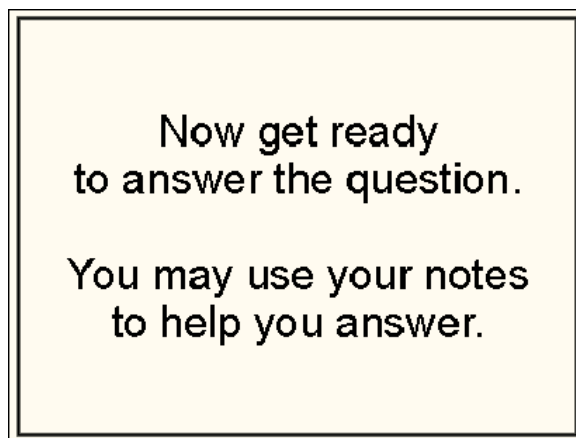 Now get ready
to answer the question.
You may use your notes
to help you answer.